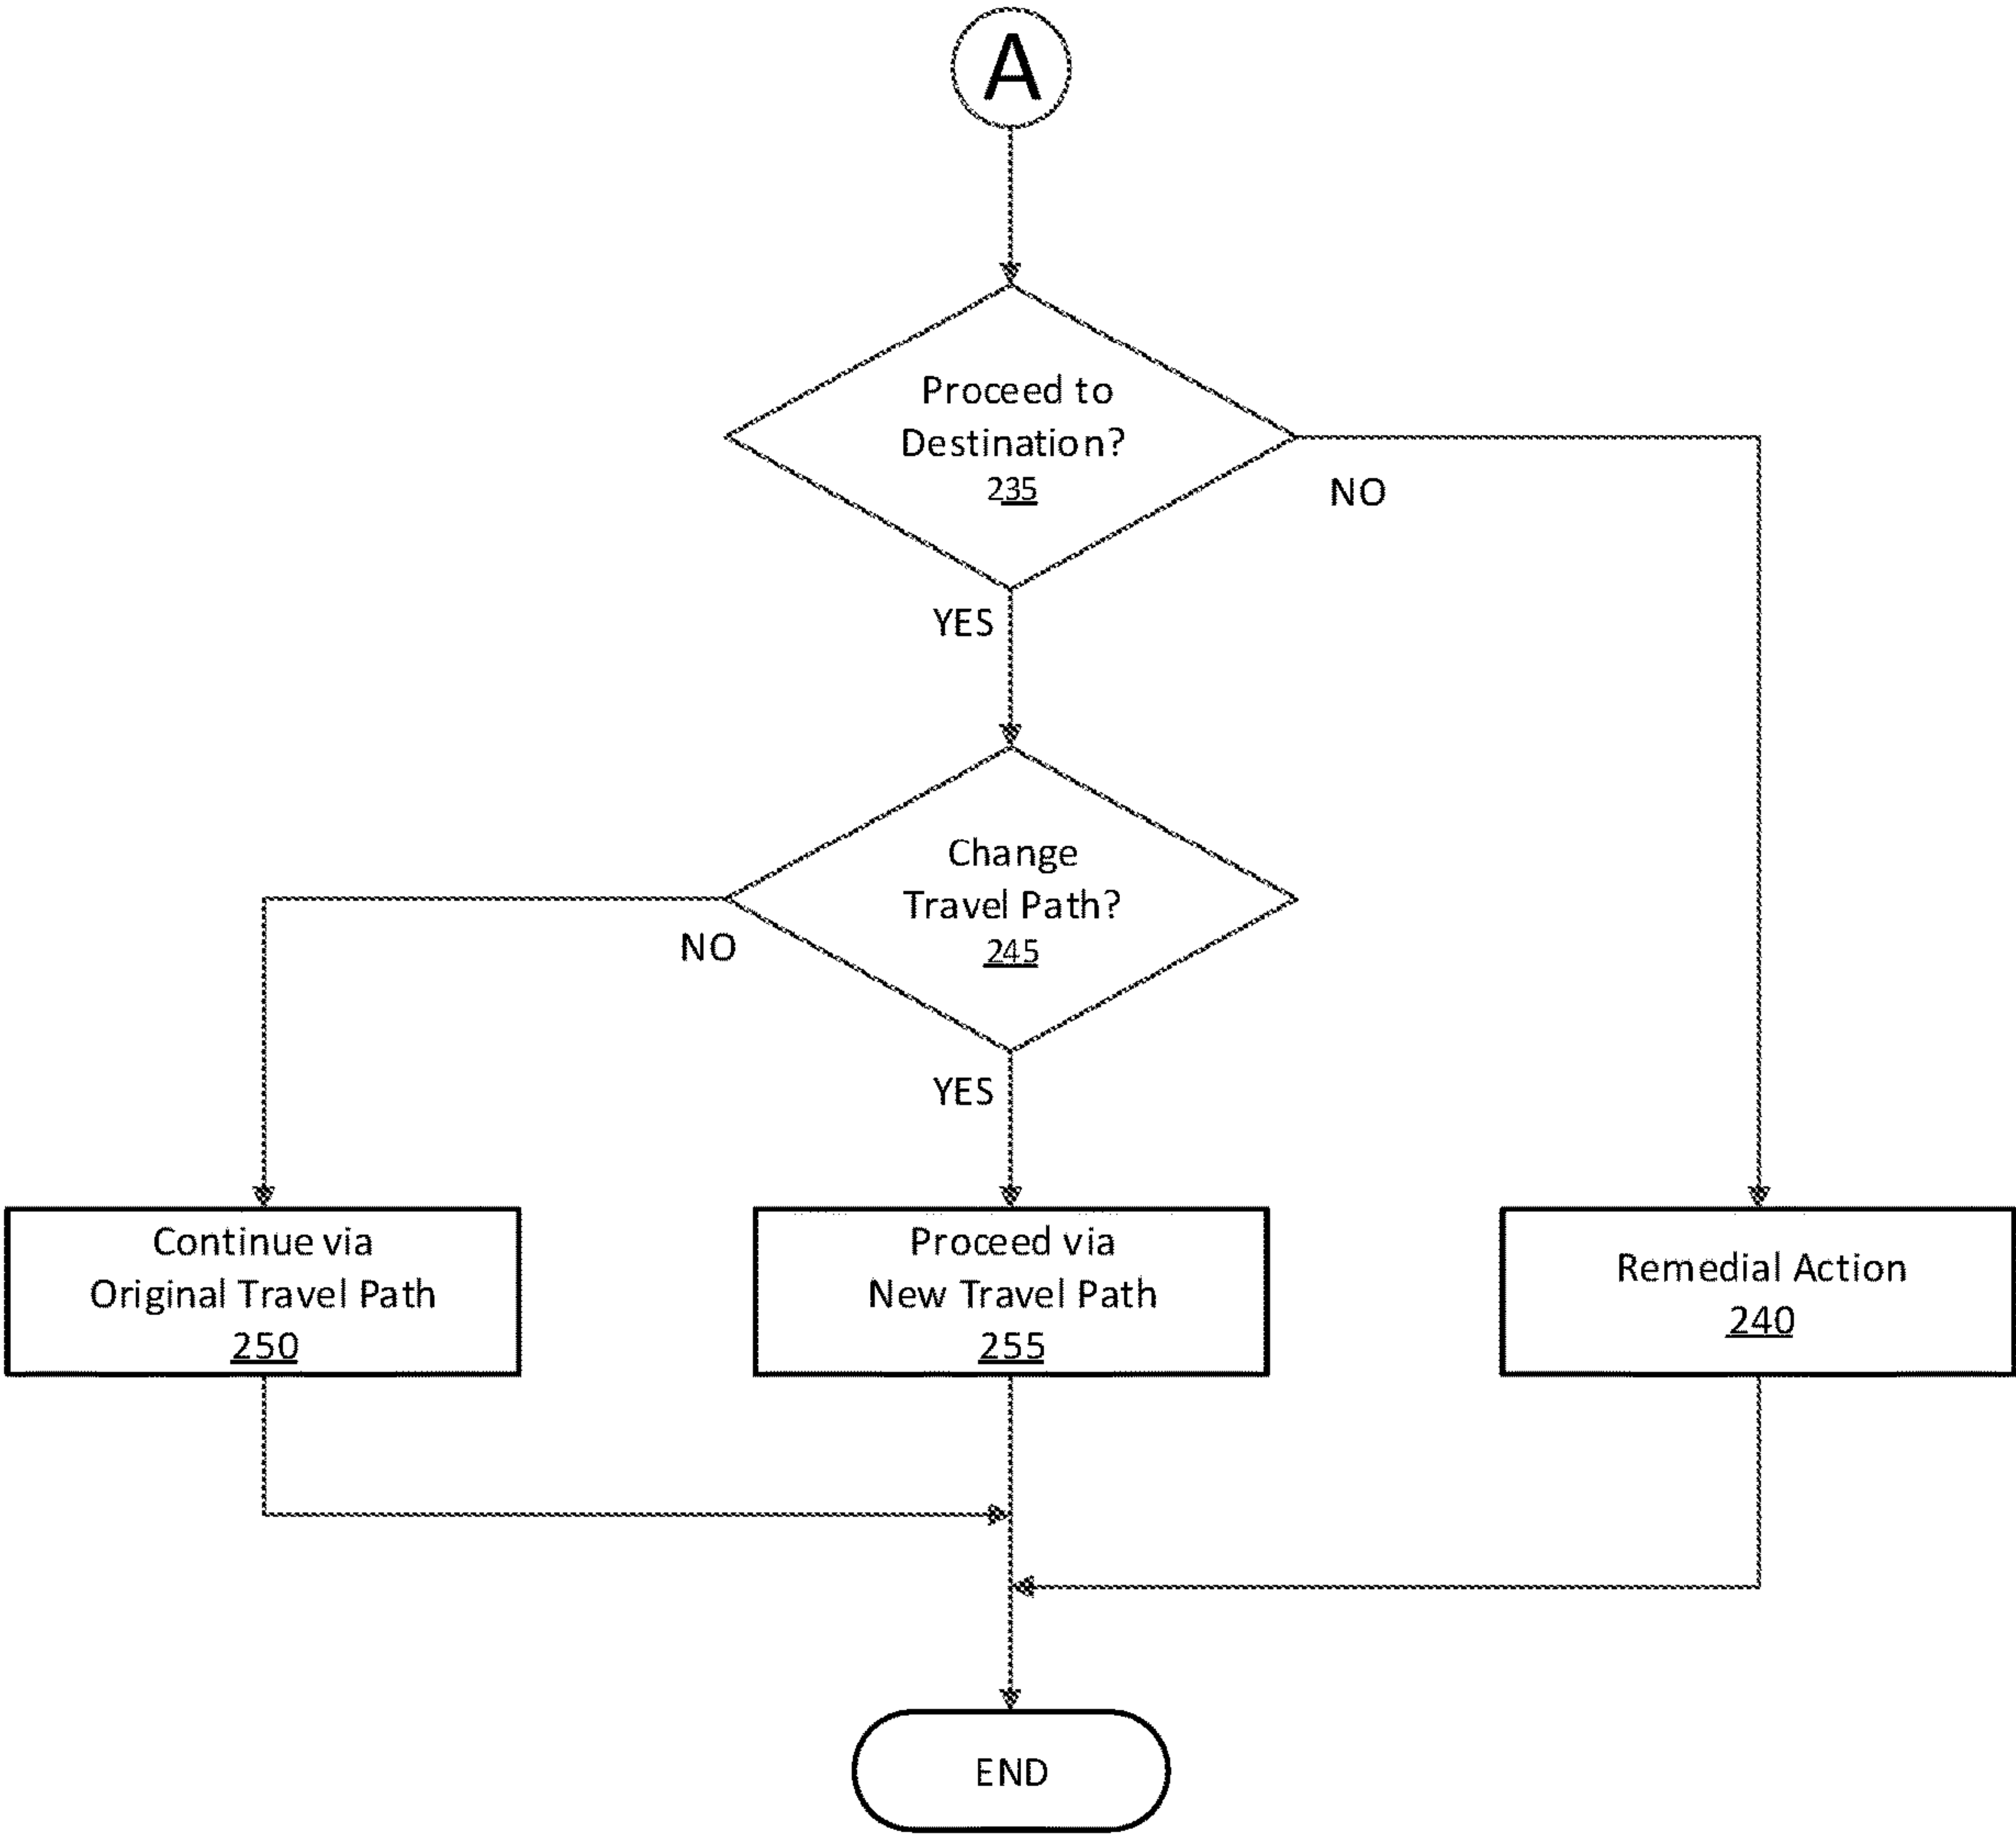 A
Proceed to
Destination?
235
NO
YES
Change
Travel Path?
245
NO
YES
Continue via
Original Travel Path
250
Proceed via
New Travel Path
255
Remedial Action
240
END